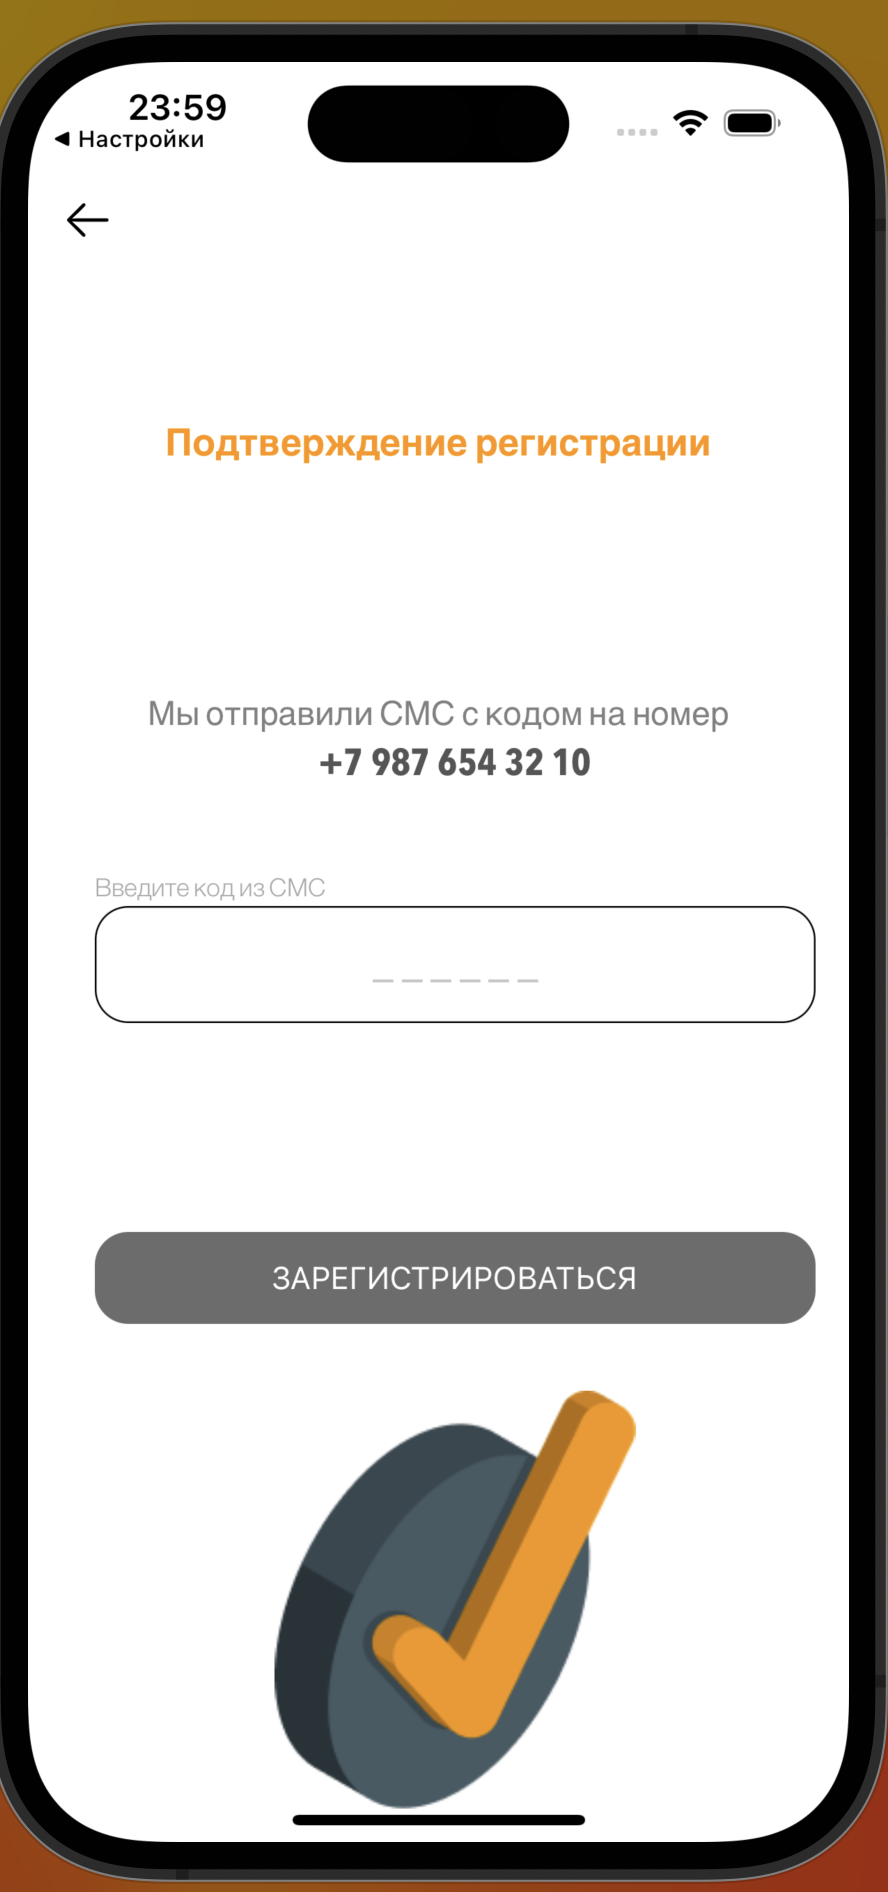 23:59
◀ Настройки
Подтверждение регистрации
Мы отправили СМС с кодом на номер
+7 987 654 32 10
Введите код из СМС
_ _ _ _ _ _
ЗАРЕГИСТРИРОВАТЬСЯ